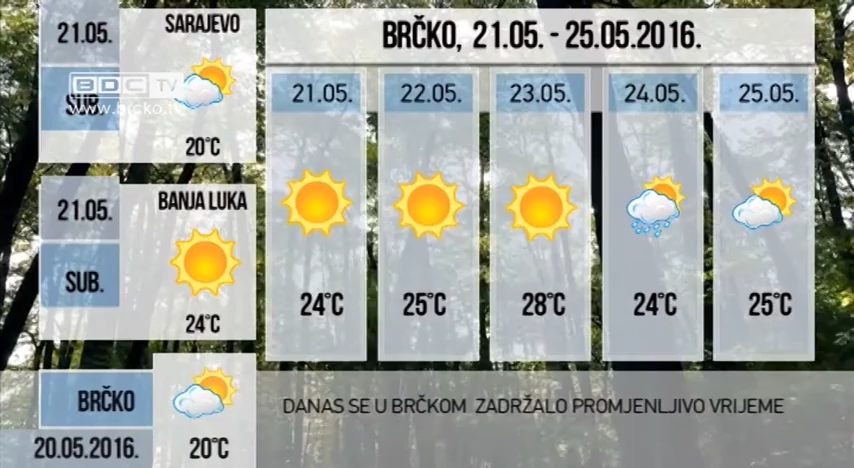 21.05.
SARAJEVO
BDC TV
SUB.
www.brcko.tv
20°C
21.05.
BANJA LUKA
SUB.
24°C
BRČKO
20.05.2016.
20°C
BRČKO, 21.05. - 25.05.2016.
21.05. 22.05. 23.05. 24.05. 25.05.
24°C 25°C 28°C 24°C 25°C
DANAS SE U BRČKOM ZADRŽALO PROMJENLJIVO VRIJEME